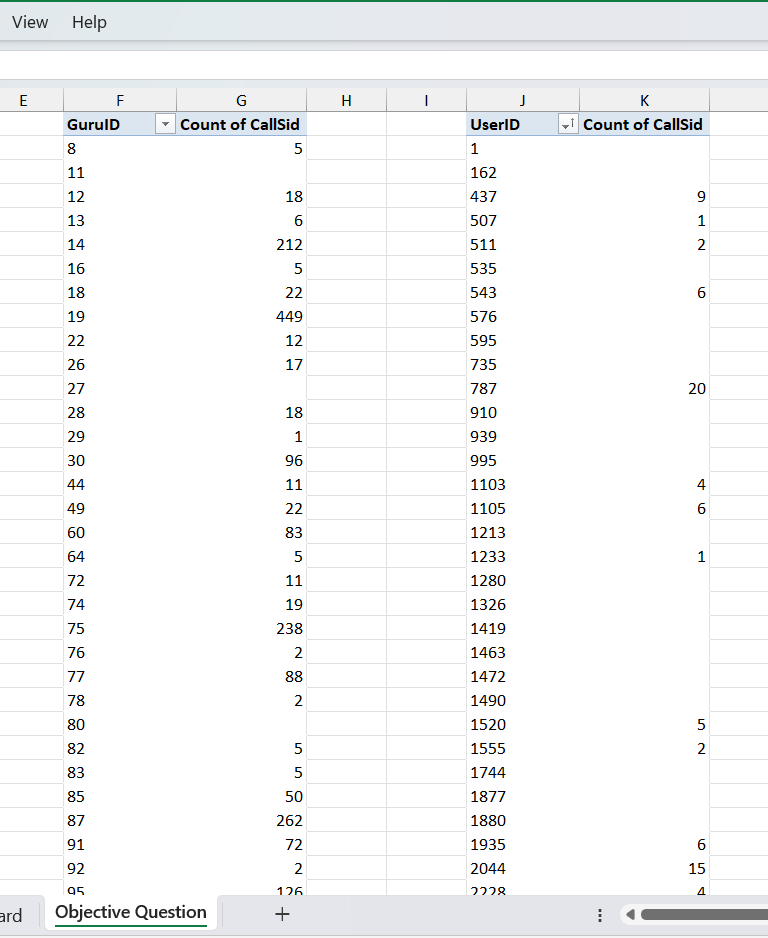 View Help
E F G H I J K
GuruID Count of CallSid UserID Count of CallSid
8 5 1
11 162
12 18 437 9
13 6 507 1
14 212 511 2
16 5 535
18 22 543 6
19 449 576
22 12 595
26 17 735
27 787 20
28 18 910
29 1 939
30 96 995
44 11 1103 4
49 22 1105 6
60 83 1213
64 5 1233 1
72 11 1280
74 19 1326
75 238 1419
76 2 1463
77 88 1472
78 2 1490
80 1520 5
82 5 1555 2
83 5 1744
85 50 1877
87 262 1880
91 72 1935 6
92 2 2044 15
95 126 2228 4
ard Objective Question